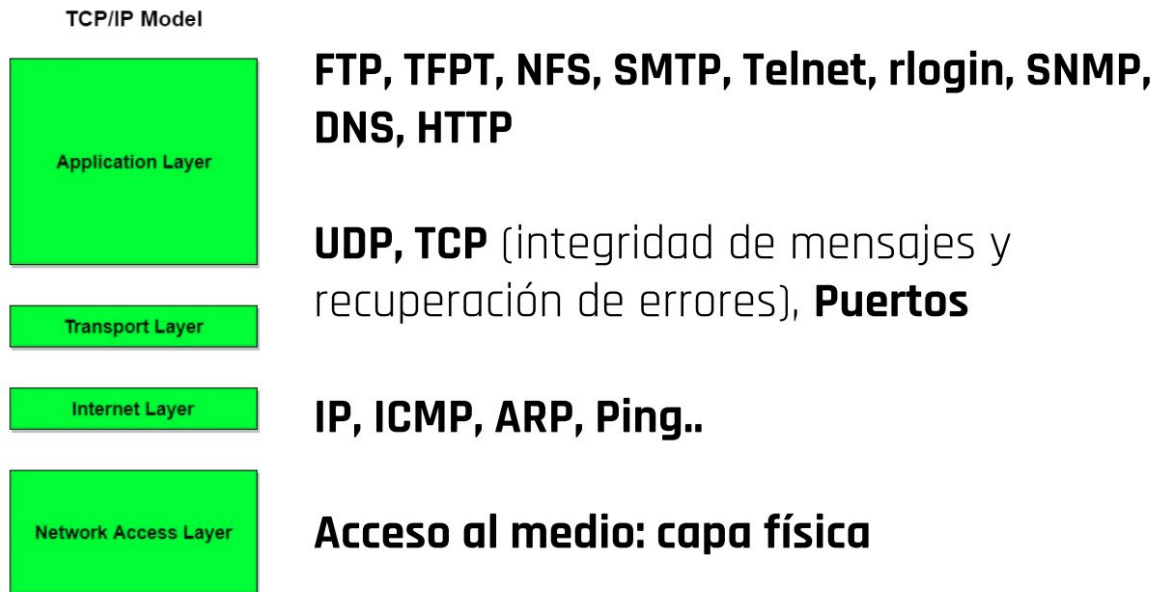 TCP/IP Model
Application Layer
FTP, TFPT, NFS, SMTP, Telnet, rlogin, SNMP,
DNS, HTTP
Transport Layer
UDP, TCP (integridad de mensajes y
recuperación de errores), Puertos
Internet Layer
IP, ICMP, ARP, Ping..
Network Access Layer
Acceso al medio: capa física